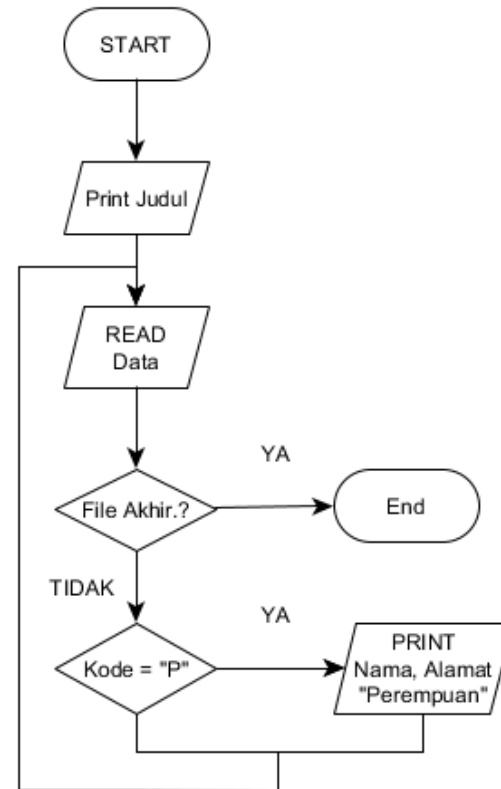 START
Print Judul
READ
Data
YA
File Akhir.?
End
TIDAK
YA
Kode = "P"
PRINT
Nama, Alamat
"Perempuan"